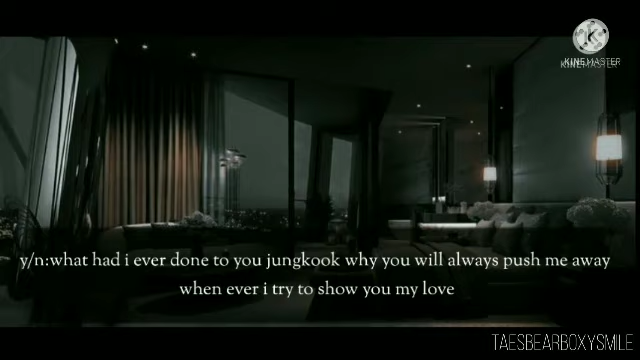 KINEMASTER
KINEMASTER
y/n:what had i ever done to you jungkook why you will always push me away
when ever i try to show you my love
TAESBEARBOXYSMILE